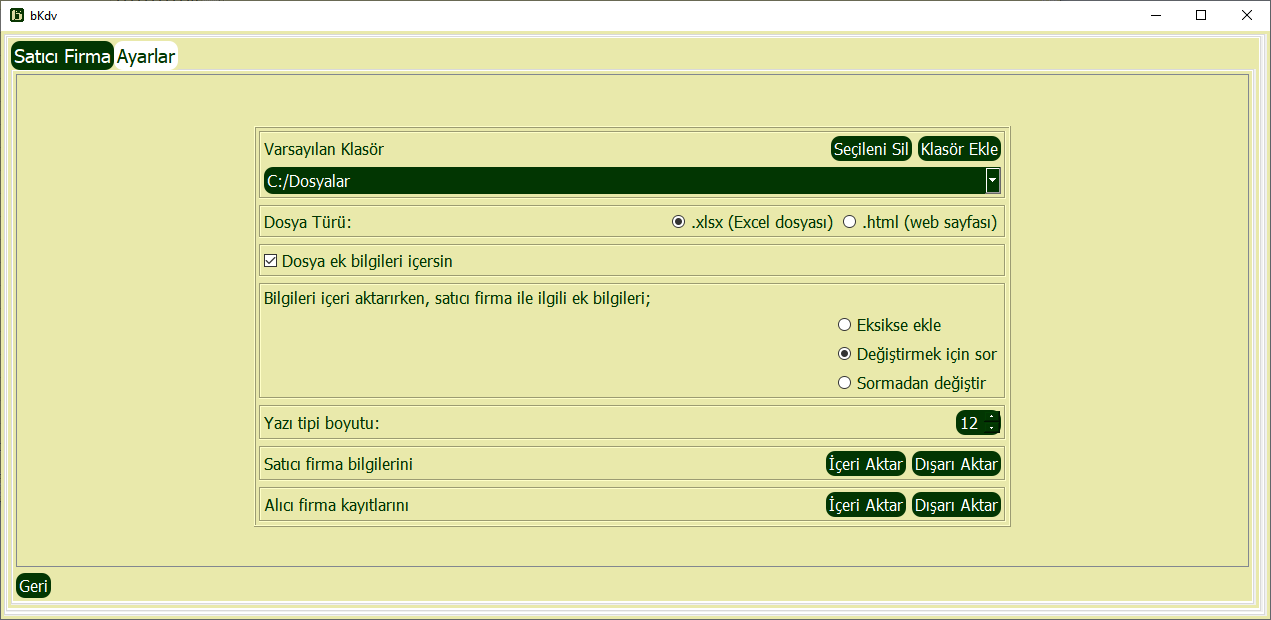 bKdv
Satıcı Firma Ayarlar
Varsayılan Klasör Seçileni Sil Klasör Ekle
C:/Dosyalar
Dosya Türü: .xlsx (Excel dosyası) .html (web sayfası)
Dosya ek bilgileri içersin
Bilgileri içeri aktarırken, satıcı firma ile ilgili ek bilgileri;
Eksikse ekle
Değiştirmek için sor
Sormadan değiştir
Yazı tipi boyutu: 12
Satıcı firma bilgilerini İçeri Aktar Dışarı Aktar
Alıcı firma kayıtlarını İçeri Aktar Dışarı Aktar
Geri